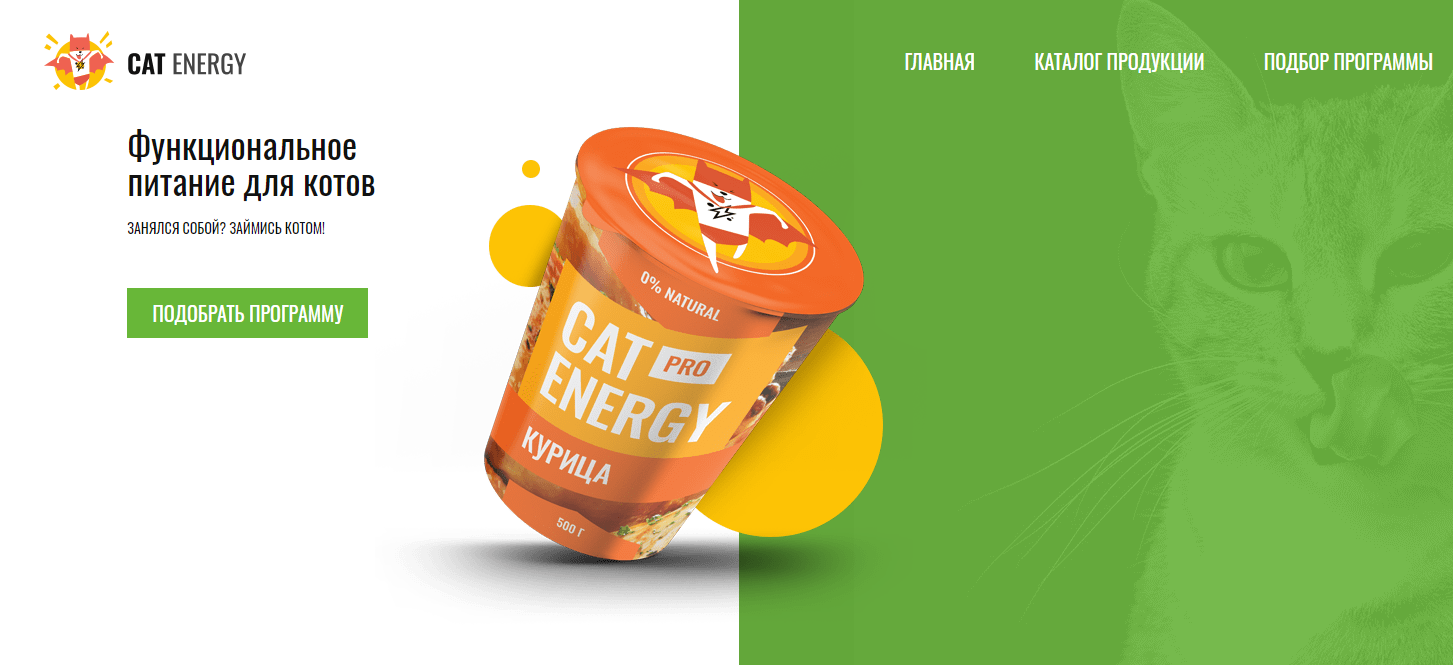 CAT ENERGY
ГЛАВНАЯ
КАТАЛОГ ПРОДУКЦИИ
ПОДБОР ПРОГРАММЫ
Функциональное
питание для котов
ЗАНЯЛСЯ СОБОЙ? ЗАЙМИСЬ КОТОМ!
ПОДОБРАТЬ ПРОГРАММУ
0% NATURAL
CAT PRO
ENERGY
КУРИЦА
500 Г